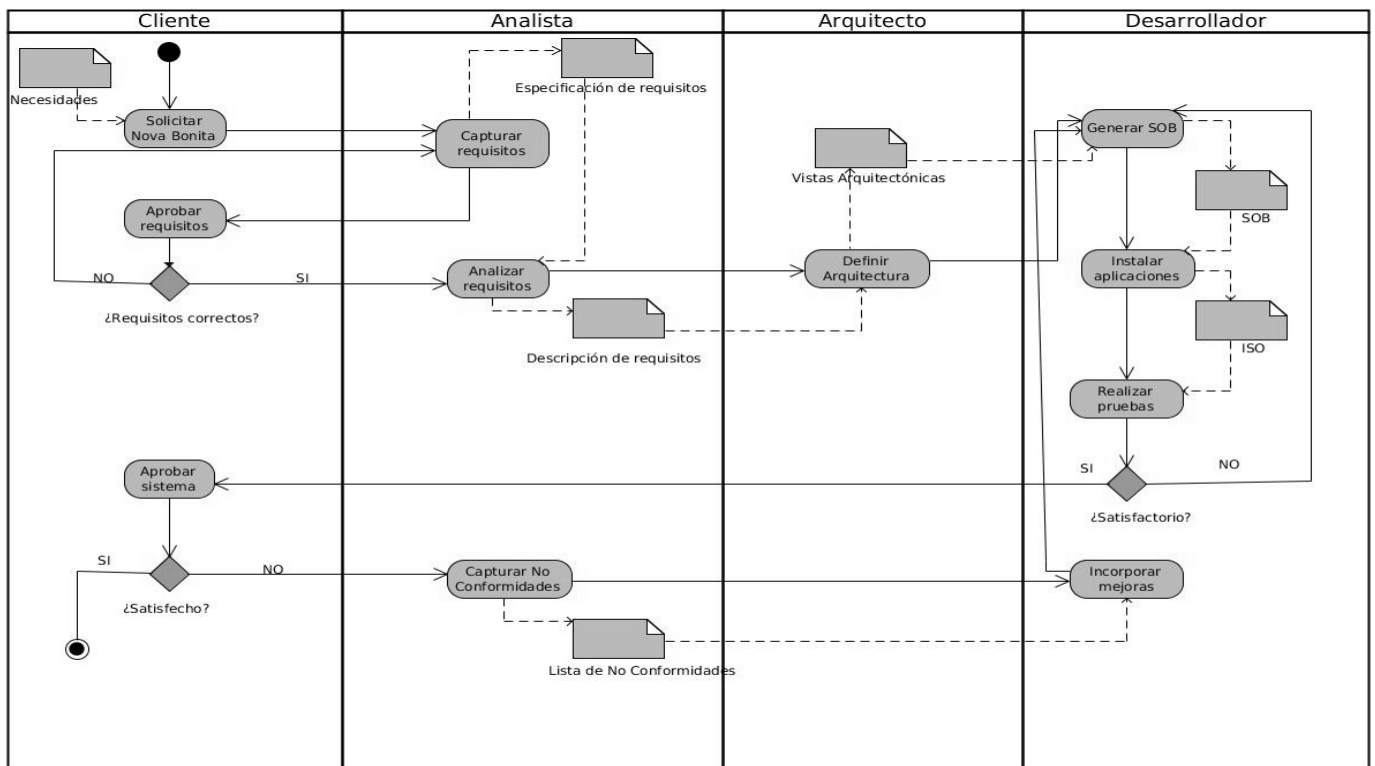 Cliente
Analista
Arquitecto
Desarrollador
Necesidades
Especificación de requisitos
Solicitar
Nova Bonita
Capturar
requisitos
Generar SOB
Vistas Arquitectónicas
SOB
Aprobar
requisitos
NO
SI
¿Requisitos correctos?
Analizar
requisitos
Definir
Arquitectura
Instalar
aplicaciones
Descripción de requisitos
ISO
Realizar
pruebas
Aprobar
sistema
SI
NO
¿Satisfactorio?
SI
NO
¿Satisfecho?
Capturar No
Conformidades
Incorporar
mejoras
Lista de No Conformidades